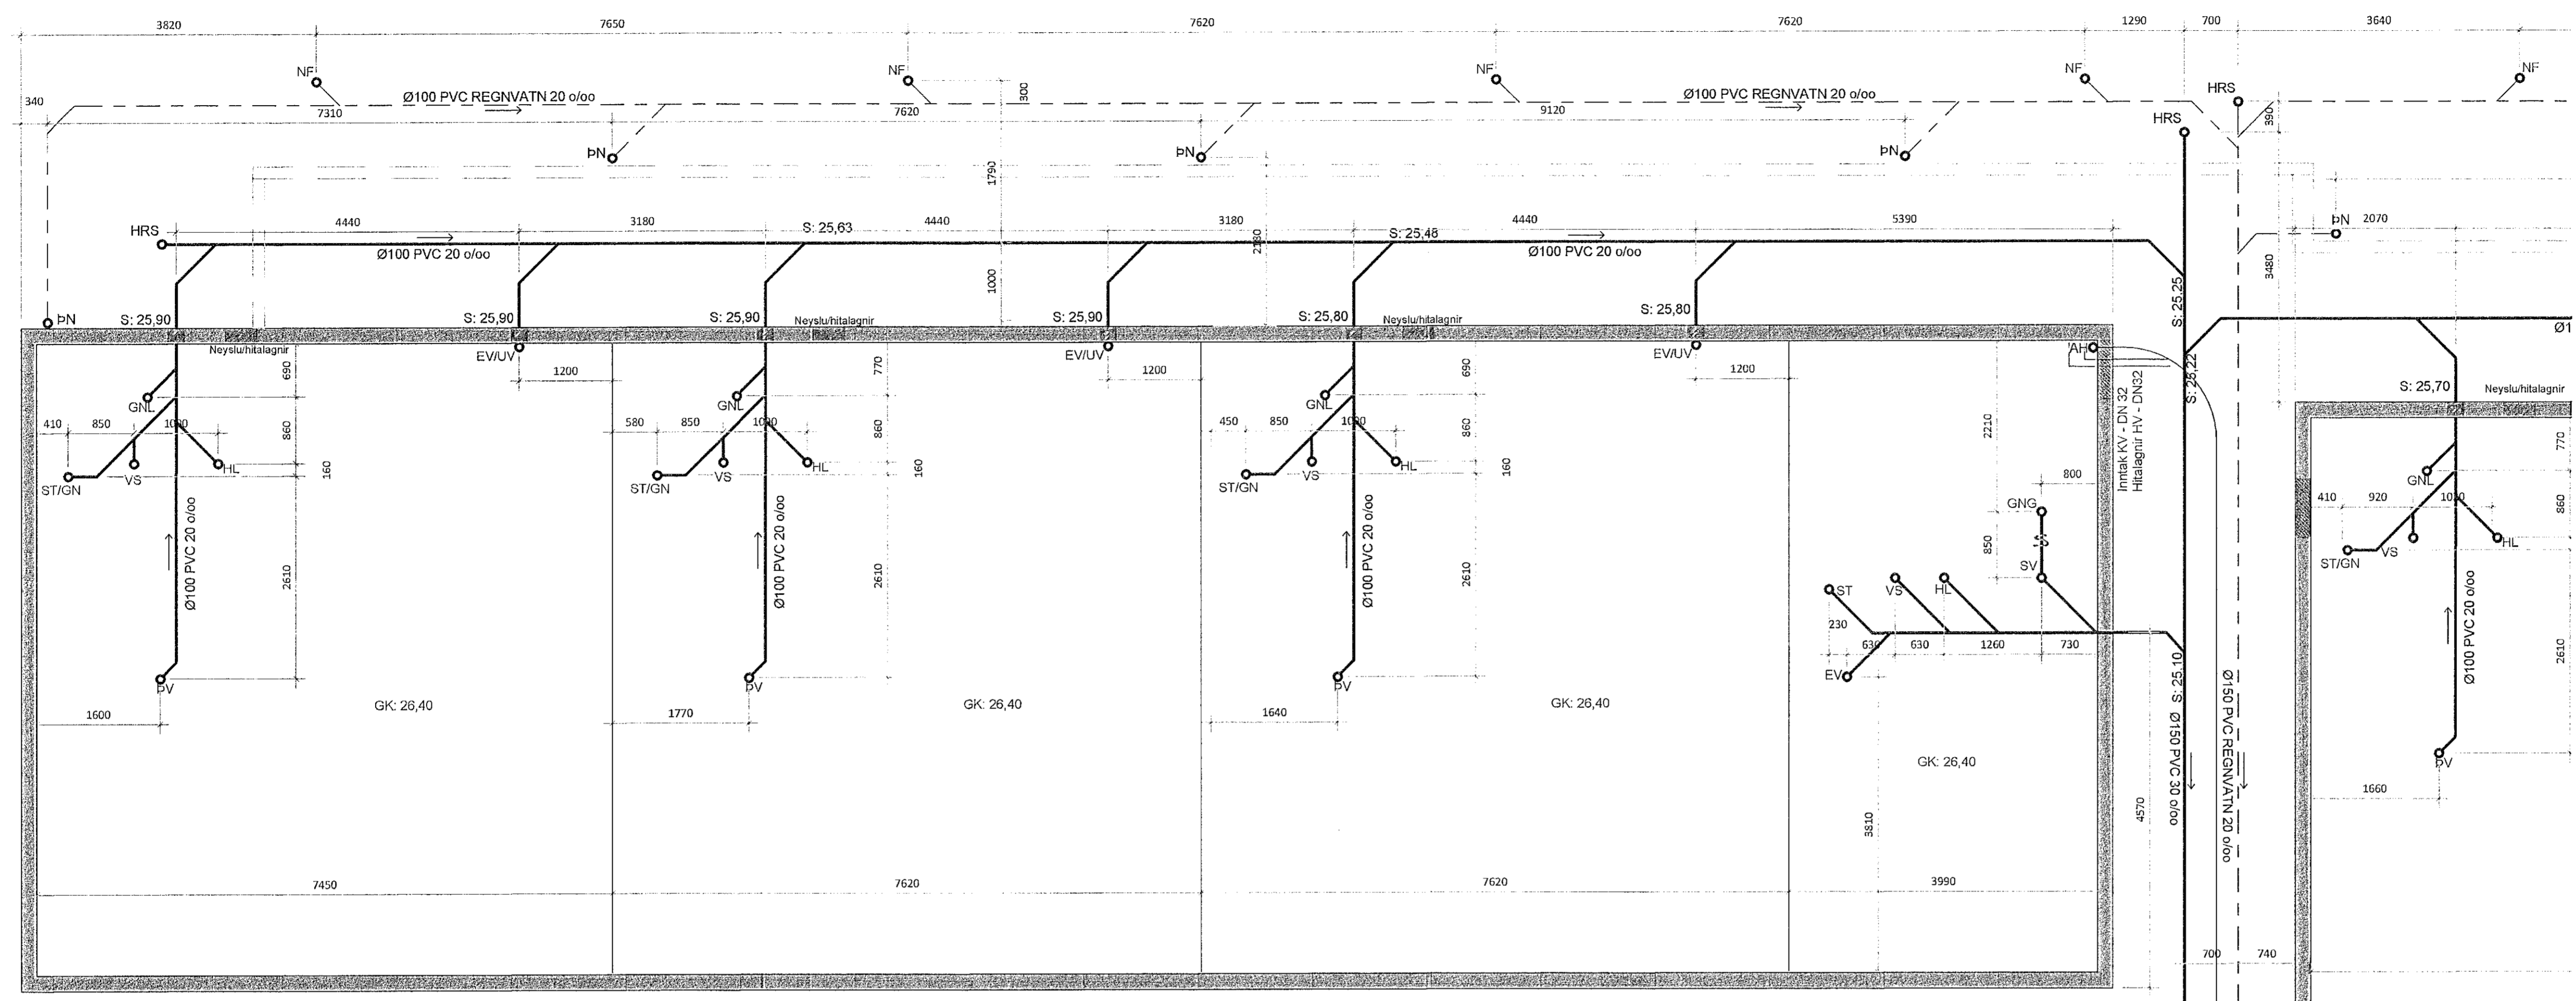 3820 7650 7620 7620 1290 700 3640
NF NF NF NF NF
340 Ø100 PVC REGNVATN 20 o/oo 300 Ø100 PVC REGNVATN 20 o/oo HRS 390
7310 7620 9120
HRS
ÞN ÞN ÞN
1790
4440 3180 4440 3180 4440 5390 ÞN 2070
HRS S: 25,63 S: 25,48
Ø100 PVC 20 o/oo 2180 Ø100 PVC 20 o/oo
1000 3480
S: 25,25
ÞN S: 25,90 S: 25,90 S: 25,90 S: 25,90 S: 25,80 S: 25,80
Neyslu/hitalagnir Neyslu/hitalagnir Ø1
Neyslu/hitalagnir EV/UV EV/UV EV/UV AH
690 1200 770 1200 690 1200 S: 25,22
S: 25,70 Neyslu/hitalagnir
GNL GNL GNL
410 850 1000 860 580 850 1000 860 450 850 1000 860 2210
Inntak KV - DN 32
Hitalagnir HV - DN32
770
HL HL HL
ST/GN VS 160 ST/GN VS 160 ST/GN VS 160 800
GNL
410 920 860
GNG
850
Ø100 PVC 20 o/oo 2610 Ø100 PVC 20 o/oo 2610 Ø100 PVC 20 o/oo 2610
ST/GN VS HL
SV
ST VS HL
230
630 630 1260 730
EV
Ø100 PVC 20 o/oo 2610
ÞV ÞV ÞV
1600 GK: 26,40 1770 GK: 26,40 1640 GK: 26,40
S: 25,10 Ø150 PVC 30 o/oo
Ø150 PVC REGNVATN 20 o/oo
GK: 26,40
ÞV
1660
3810 4570
7450 7620 7620 3990
700 740